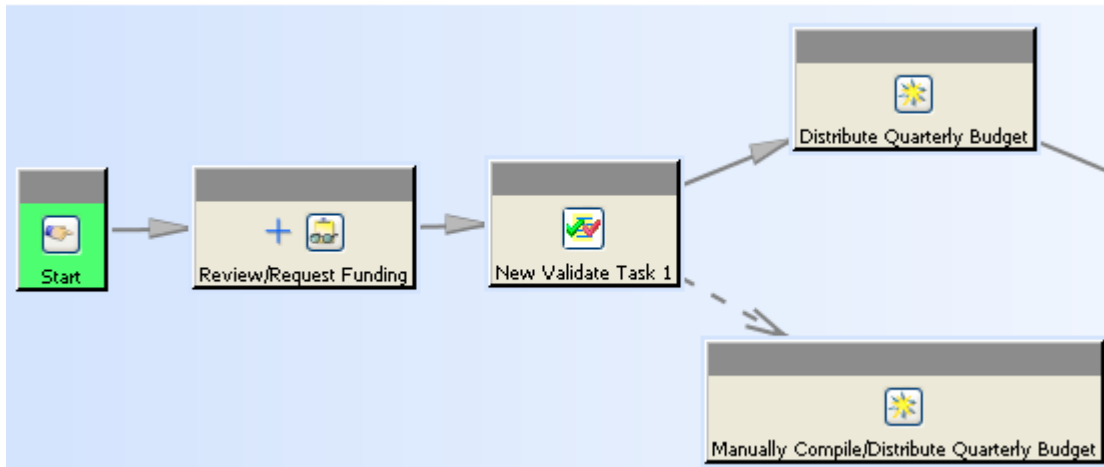 Distribute Quarterly Budget
Start
Review/Request Funding
New Validate Task 1
Manually Compile/Distribute Quarterly Budget